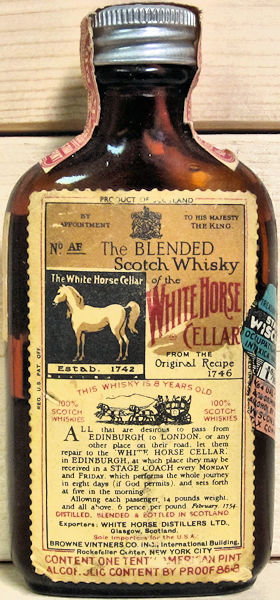 PRODUCT OF SCOTLAND
BY APPOINTMENT
TO HIS MAJESTY THE KING.
No AF
The BLENDED
Scotch Whisky
of the
The White Horse Cellar
WHITE HORSE
CELLAR
Estab. 1742
FROM THE
Original Recipe
1746
REG. U.S. PAT. OFF.
THIS WHISKY IS 8 YEARS OLD
100%
SCOTCH
WHISKIES
100%
SCOTCH
WHISKIES
ALL that are desirous to pass from
EDINBURGH to LONDON, or any
other place on their road, let them
repair to the WHITE HORSE CELLAR
in EDINBURGH, at which place they may be
received in a STAGE COACH every MONDAY
and FRIDAY, which performs the whole journey
in eight days (if God permits), and sets forth
at five in the morning
Allowing each passenger, 14 pounds weight,
and all above, 6 pence per pound February, 1754.
DISTILLED, BLENDED & BOTTLED IN SCOTLAND
Exporters: WHITE HORSE DISTILLERS LTD.
Glasgow, Scotland.
Sole Importers for the U.S.A.
BROWNE VINTNERS CO. INC., International Building,
Rockefeller Center, NEW YORK CITY
CONTENT ONE TENTH AMERICAN PINT
ALCOHOLIC CONTENT BY PROOF 86.8